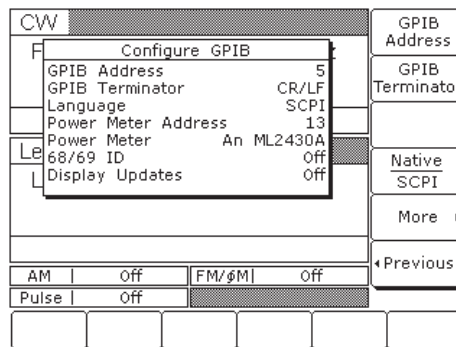 CW
GPIB
Address
F
Configure GPIB
GPIB Address 5
GPIB Terminator CR/LF
Language SCPI
Power Meter Address 13
Power Meter An ML2430A
68/69 ID Off
Display Updates Off
GPIB
Terminato
Le
L
Native
SCPI
More
Previous
AM Off FM/ɸM Off
Pulse Off